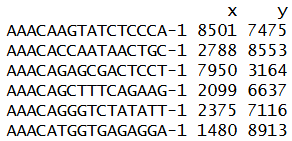 x y
AAACAAGTATCTCCCA-1 8501 7475
AAACACCAATAACTGC-1 2788 8553
AAACAGAGCGACTCCT-1 7950 3164
AAACAGCTTTCAGAAG-1 2099 6637
AAACAGGGTCTATATT-1 2375 7116
AAACATGGTGAGAGGA-1 1480 8913